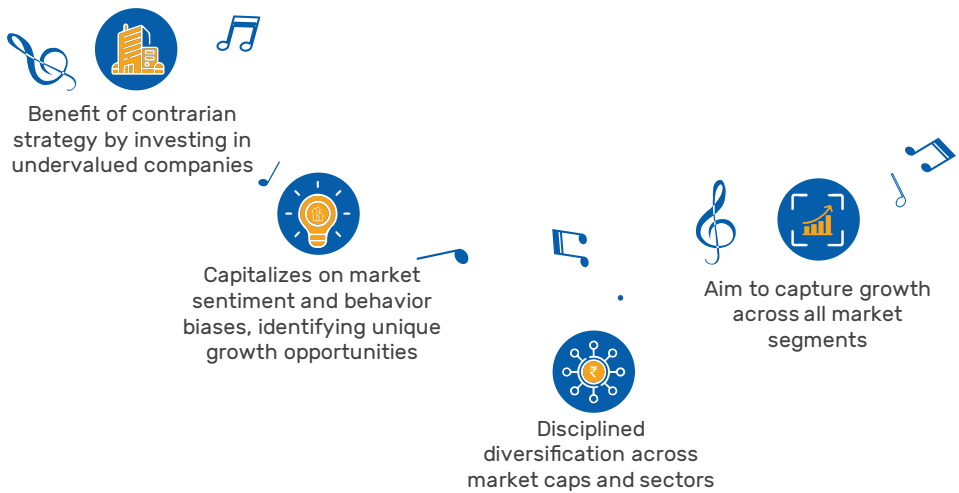 Benefit of contrarian
strategy by investing in
undervalued companies
Capitalizes on market
sentiment and behavior
biases, identifying unique
growth opportunities
₹
Disciplined
diversification across
market caps and sectors
Aim to capture growth
across all market
segments